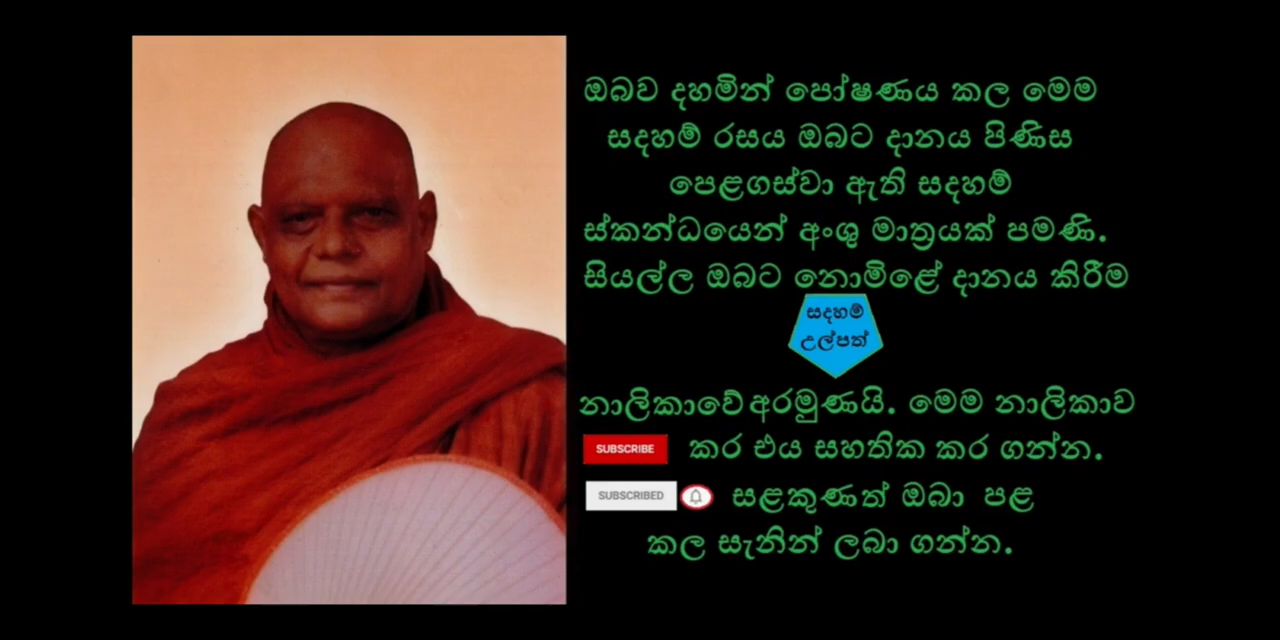 ඔබව දහමින් පෝෂණය කල මෙම
සදහම් රසය ඔබට දානය පිණිස
පෙළගස්වා ඇති සදහම්
ස්කන්ධයෙන් අංශු මාත්‍රයක් පමණි.
සියල්ල ඔබට නොමිළේ දානය කිරීම
සදහම්
උල්පත්
නාලිකාවේ අරමුණයි. මෙම නාලිකාව
SUBSCRIBE කර එය සහතික කර ගන්න.
SUBSCRIBED සළකුණත් ඔබා පළ
කල සැනින් ලබා ගන්න.